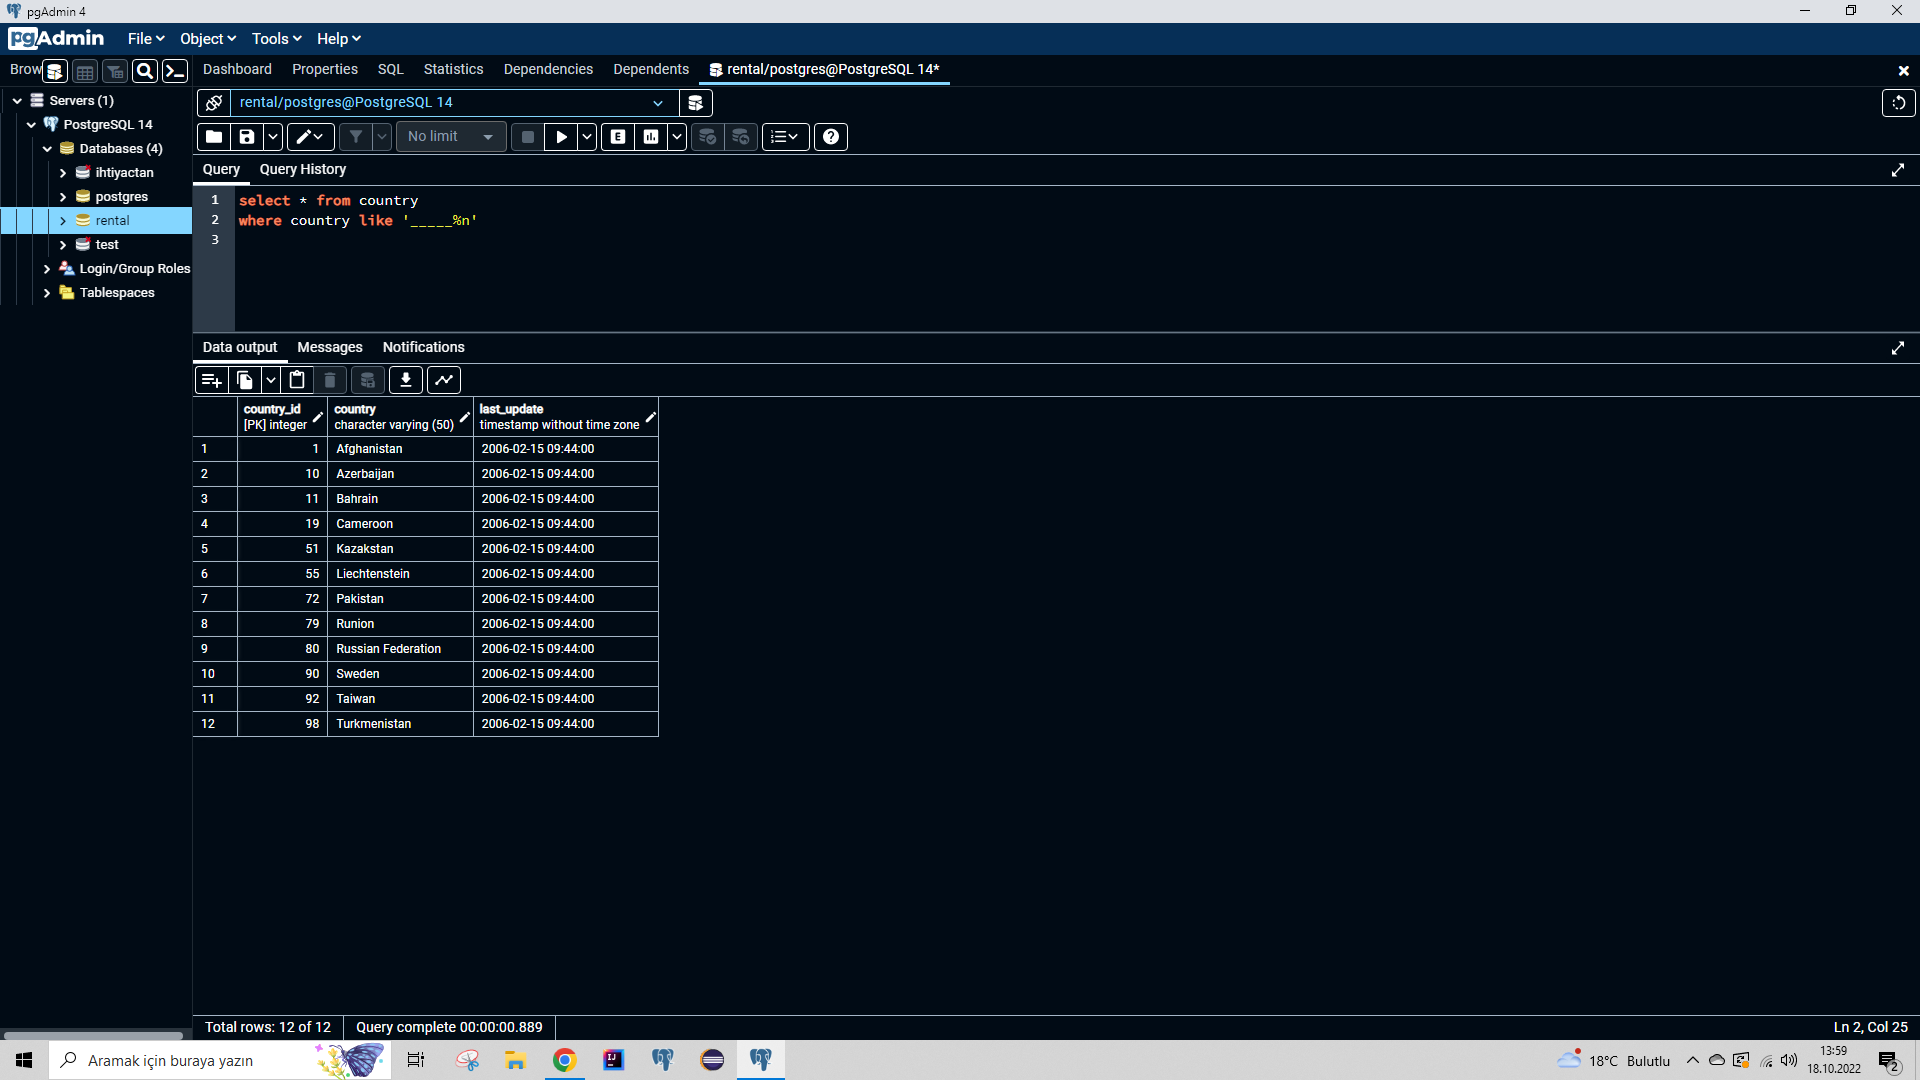 pgAdmin 4
pgAdmin
File
Object
Tools
Help
Brow
Dashboard
Properties
SQL
Statistics
Dependencies
Dependents
rental/postgres@PostgreSQL 14*
Servers (1)
PostgreSQL 14
Databases (4)
ihtiyactan
postgres
rental
test
Login/Group Roles
Tablespaces
rental/postgres@PostgreSQL 14
No limit
E
Query
Query History
1 select * from country
2 where country like '_____%n'
3
Data output
Messages
Notifications
country_id
[PK] integer
country
character varying (50)
last_update
timestamp without time zone
1 1 Afghanistan 2006-02-15 09:44:00
2 10 Azerbaijan 2006-02-15 09:44:00
3 11 Bahrain 2006-02-15 09:44:00
4 19 Cameroon 2006-02-15 09:44:00
5 51 Kazakstan 2006-02-15 09:44:00
6 55 Liechtenstein 2006-02-15 09:44:00
7 72 Pakistan 2006-02-15 09:44:00
8 79 Runion 2006-02-15 09:44:00
9 80 Russian Federation 2006-02-15 09:44:00
10 90 Sweden 2006-02-15 09:44:00
11 92 Taiwan 2006-02-15 09:44:00
12 98 Turkmenistan 2006-02-15 09:44:00
Total rows: 12 of 12
Query complete 00:00:00.889
Ln 2, Col 25
Aramak için buraya yazın
IJ
18°C Bulutlu
13:59
18.10.2022
2